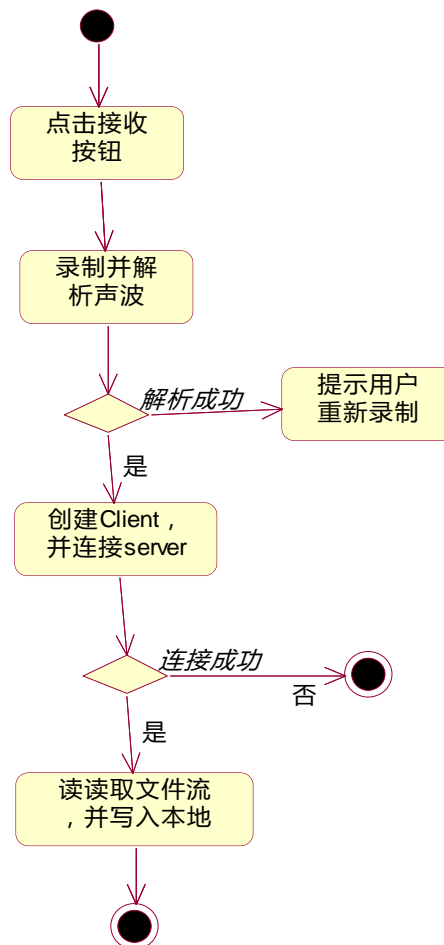 点击接收
按钮
录制并解
析声波
解析成功
提示用户
重新录制
是
创建Client，
并连接server
连接成功
否
是
读读取文件流
，并写入本地